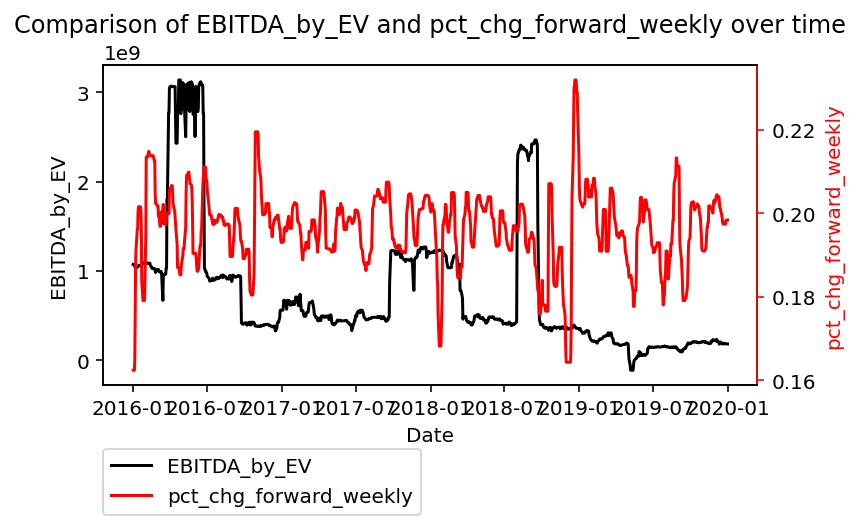 Comparison of EBITDA_by_EV and pct_chg_forward_weekly over time
1e9
3
2
1
0
EBITDA_by_EV
0.22
0.20
0.18
0.16
pct_chg_forward_weekly
2016-01 2016-07 2017-01 2017-07 2018-01 2018-07 2019-01 2019-07 2020-01
Date
EBITDA_by_EV
pct_chg_forward_weekly